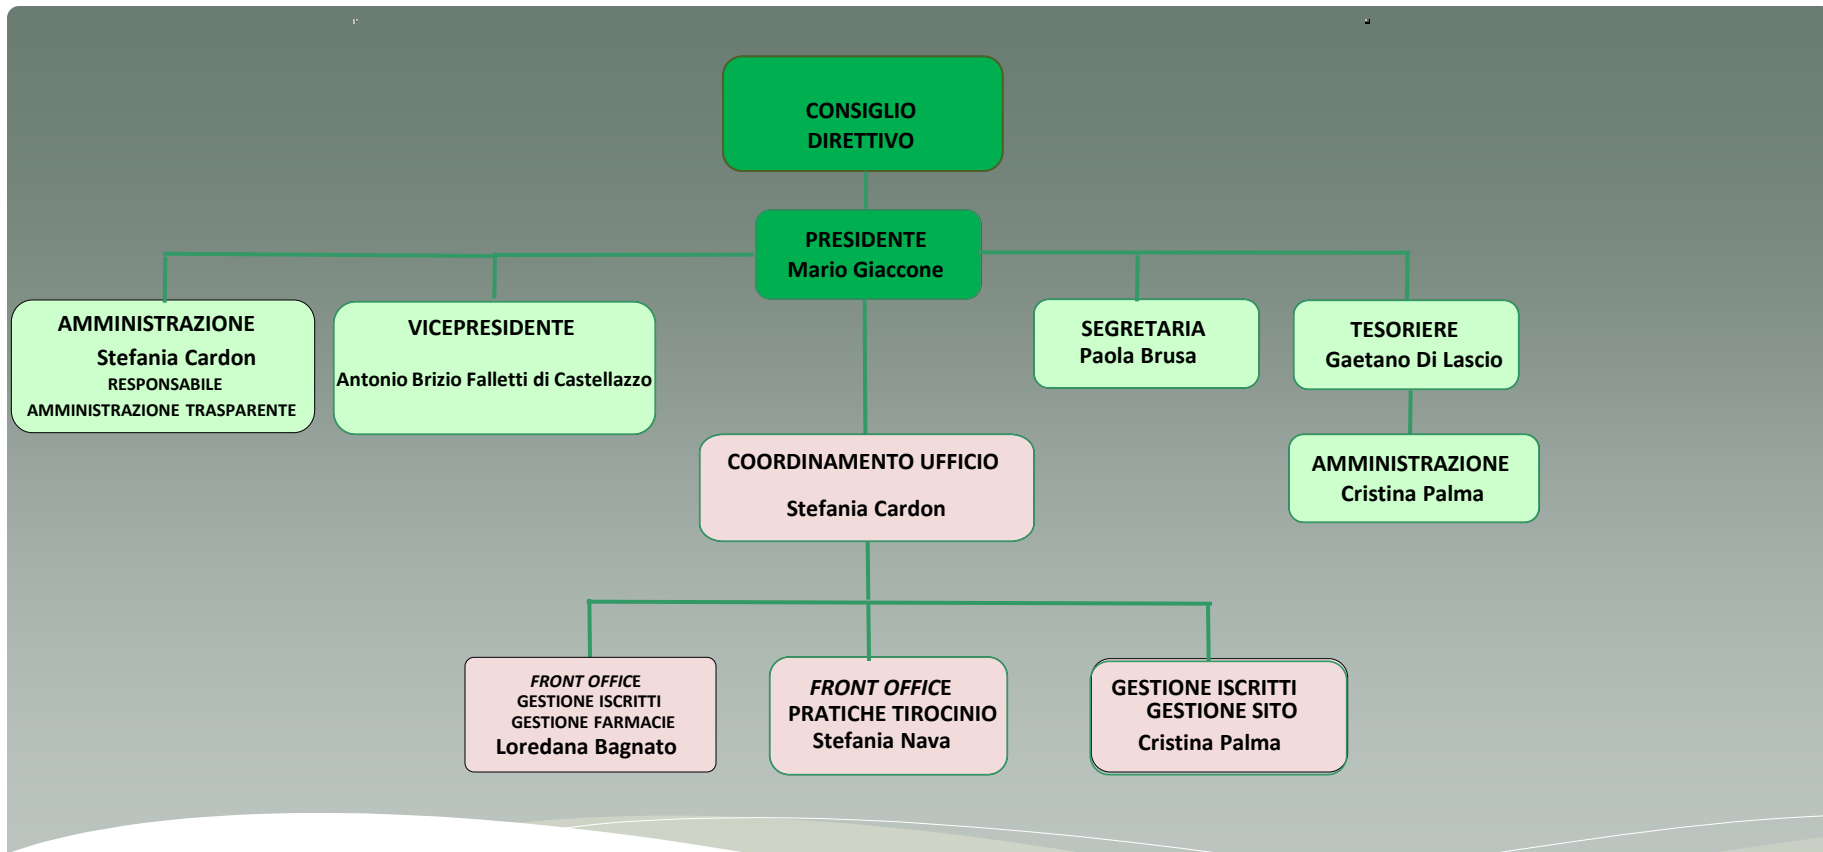 CONSIGLIO
DIRETTIVO
PRESIDENTE
Mario Giaccone
AMMINISTRAZIONE
Stefania Cardon
RESPONSABILE
AMMINISTRAZIONE TRASPARENTE
VICEPRESIDENTE
Antonio Brizio Falletti di Castellazzo
SEGRETARIA
Paola Brusa
TESORIERE
Gaetano Di Lascio
COORDINAMENTO UFFICIO
Stefania Cardon
AMMINISTRAZIONE
Cristina Palma
FRONT OFFICE
GESTIONE ISCRITTI
GESTIONE FARMACIE
Loredana Bagnato
FRONT OFFICE
PRATICHE TIROCINIO
Stefania Nava
GESTIONE ISCRITTI
GESTIONE SITO
Cristina Palma